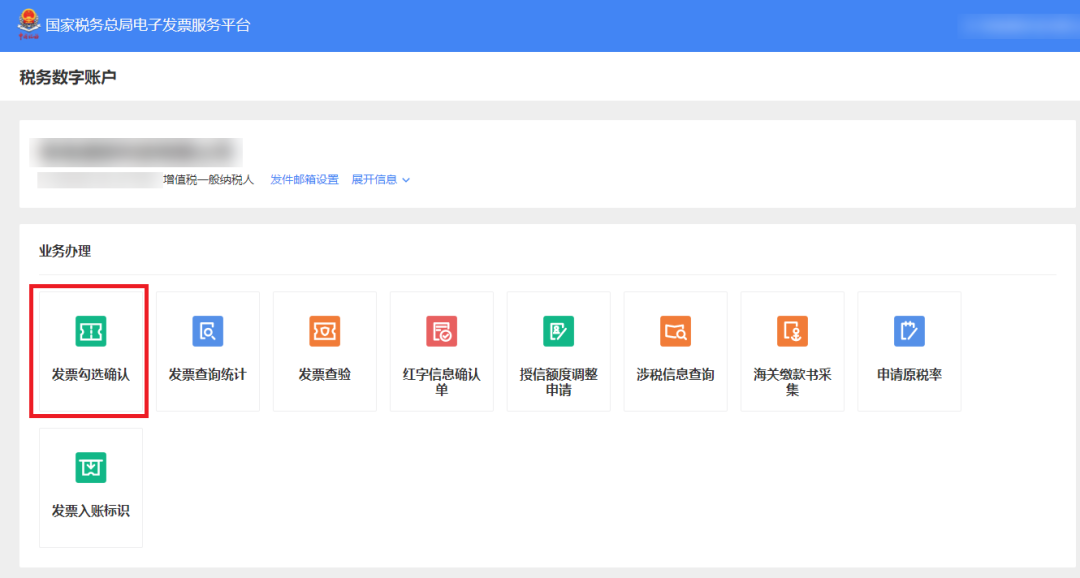 国家税务总局电子发票服务平台
税务数字账户
增值税一般纳税人 发件邮箱设置 展开信息
业务办理
发票勾选确认
发票查询统计
发票查验
红字信息确认
单
授信额度调整
申请
涉税信息查询
海关缴款书采
集
申请原税率
发票入账标识